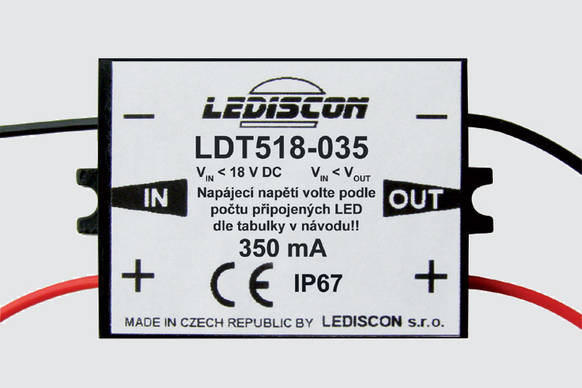 LEDISCON
LDT518-035
VIN < 18 V DC VIN < VOUT
− −
Napájecí napětí volte podle
IN počtu připojených LED OUT
dle tabulky v návodu!!
350 mA
+ +
CE IP67
MADE IN CZECH REPUBLIC BY LEDISCON s.r.o.